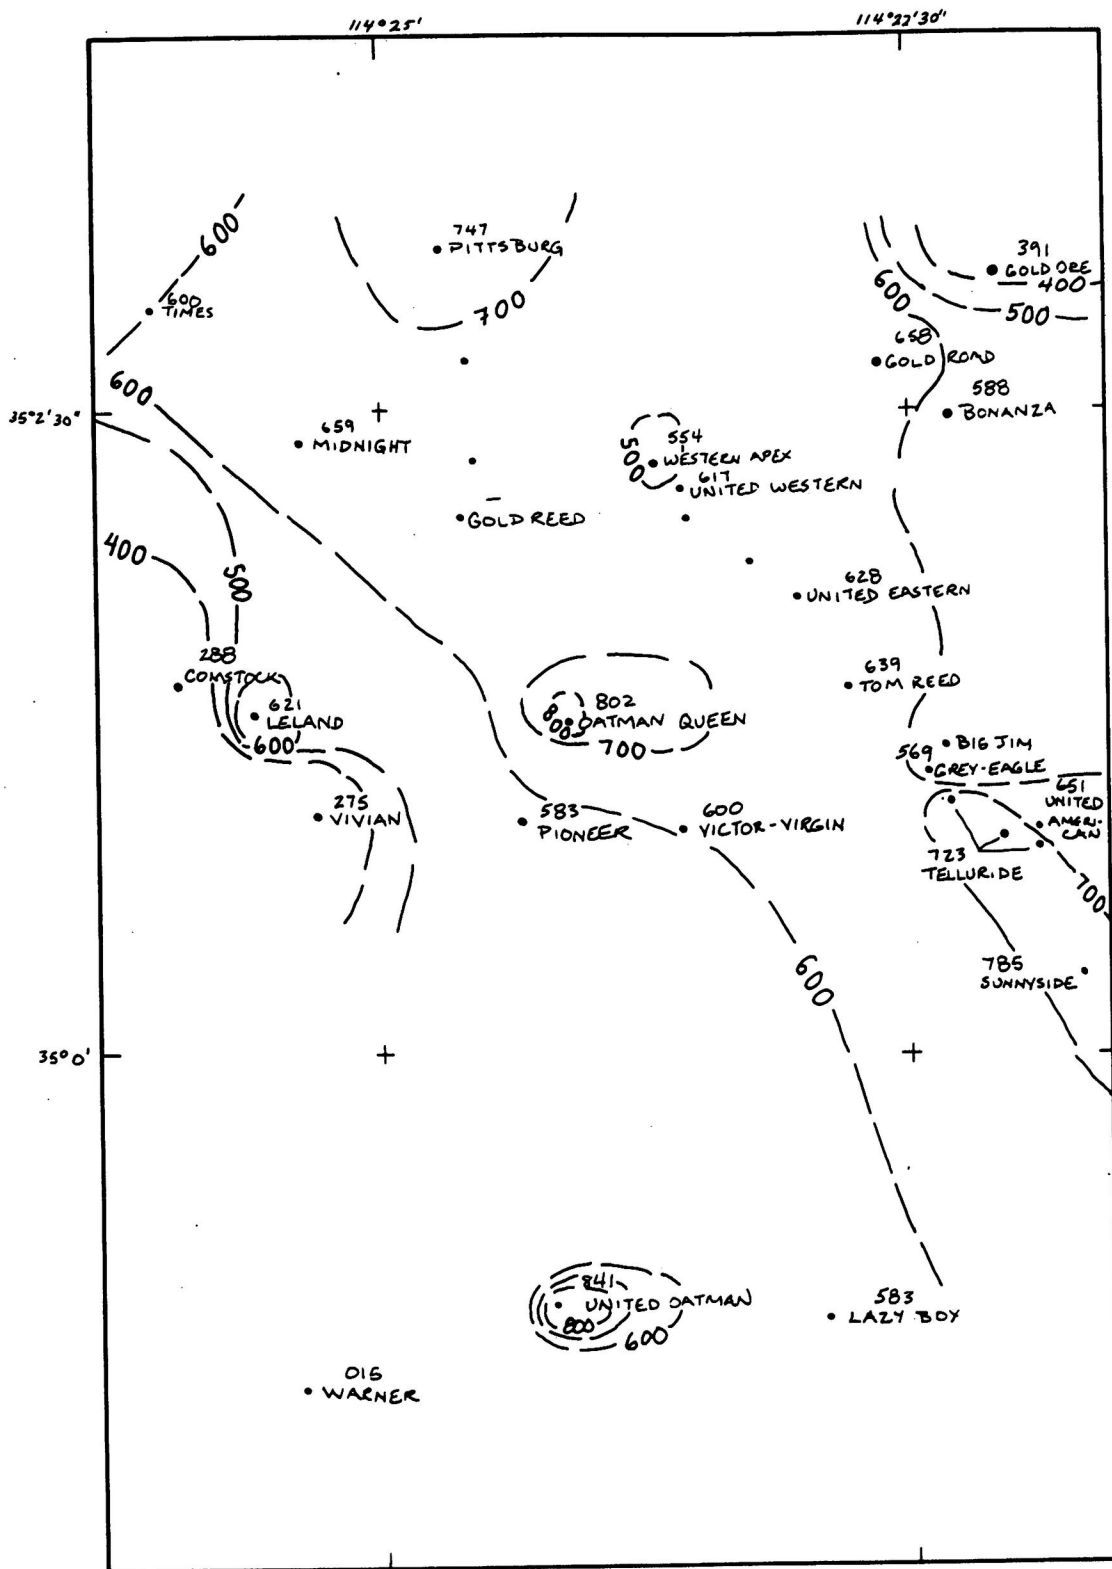 114°25'
114°22'30"
600
747
PITTSBURG
391
GOLD ORE
400
600
TIMES
700
600
500
658
GOLD ROAD
600
35°2'30"
588
BONANZA
659
MIDNIGHT
500
554
WESTERN APEX
617
UNITED WESTERN
—
GOLD REED
400
500
628
UNITED EASTERN
288
COMSTOCK
639
TOM REED
621
LELAND
802
800
OATMAN QUEEN
600
700
BIG JIM
569
GREY-EAGLE
651
UNITED
AMERI-
CAN
275
VIVIAN
583
PIONEER
600
VICTOR-VIRGIN
723
TELLURIDE
700
600
785
SUNNYSIDE
35°0'
841
UNITED OATMAN
800
600
583
LAZY BOY
015
WARNER